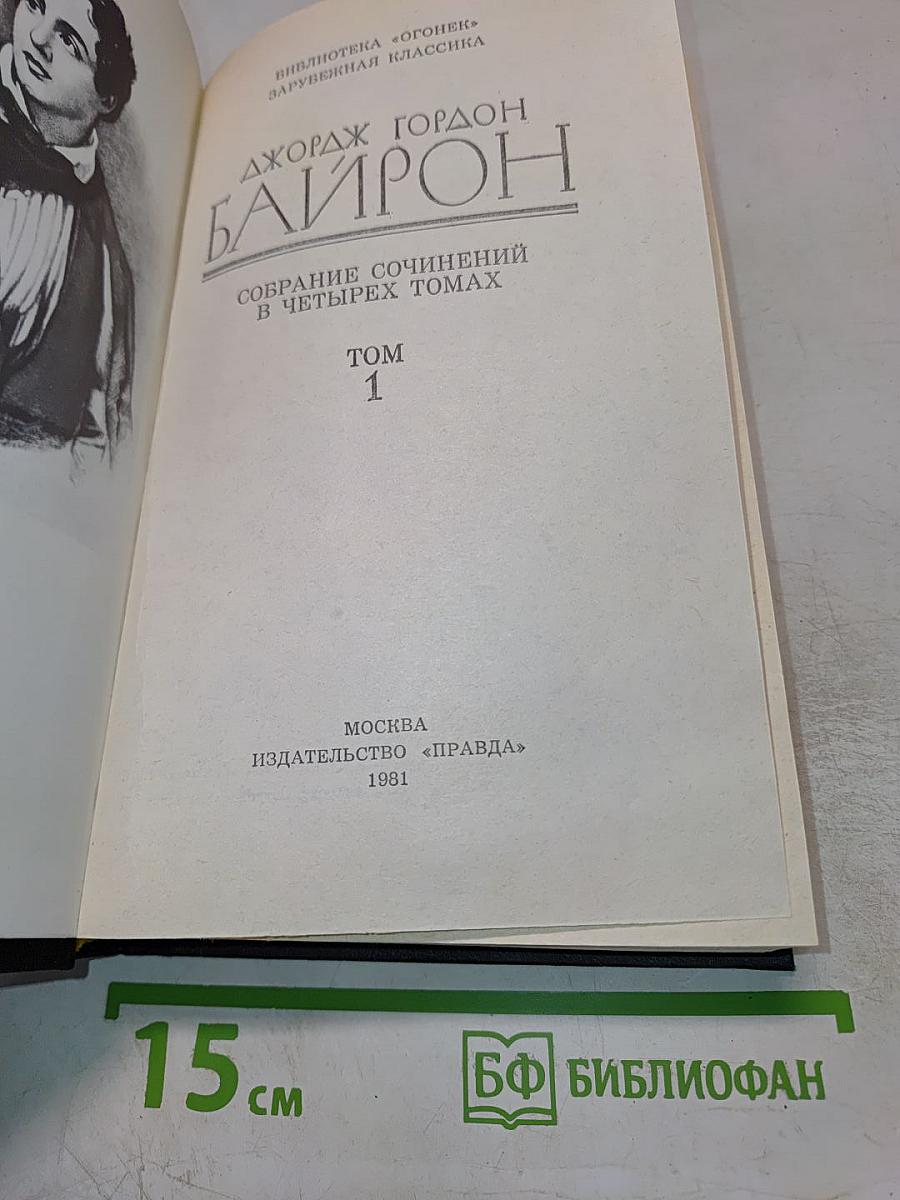 БИБЛИОТЕКА «ОГОНЕК»
ЗАРУБЕЖНАЯ КЛАССИКА
ДЖОРДЖ ГОРДОН
БАЙРОН
СОБРАНИЕ СОЧИНЕНИЙ
В ЧЕТЫРЕХ ТОМАХ
ТОМ
1
МОСКВА
ИЗДАТЕЛЬСТВО «ПРАВДА»
1981
15 см
БФ БИБЛИОФАН